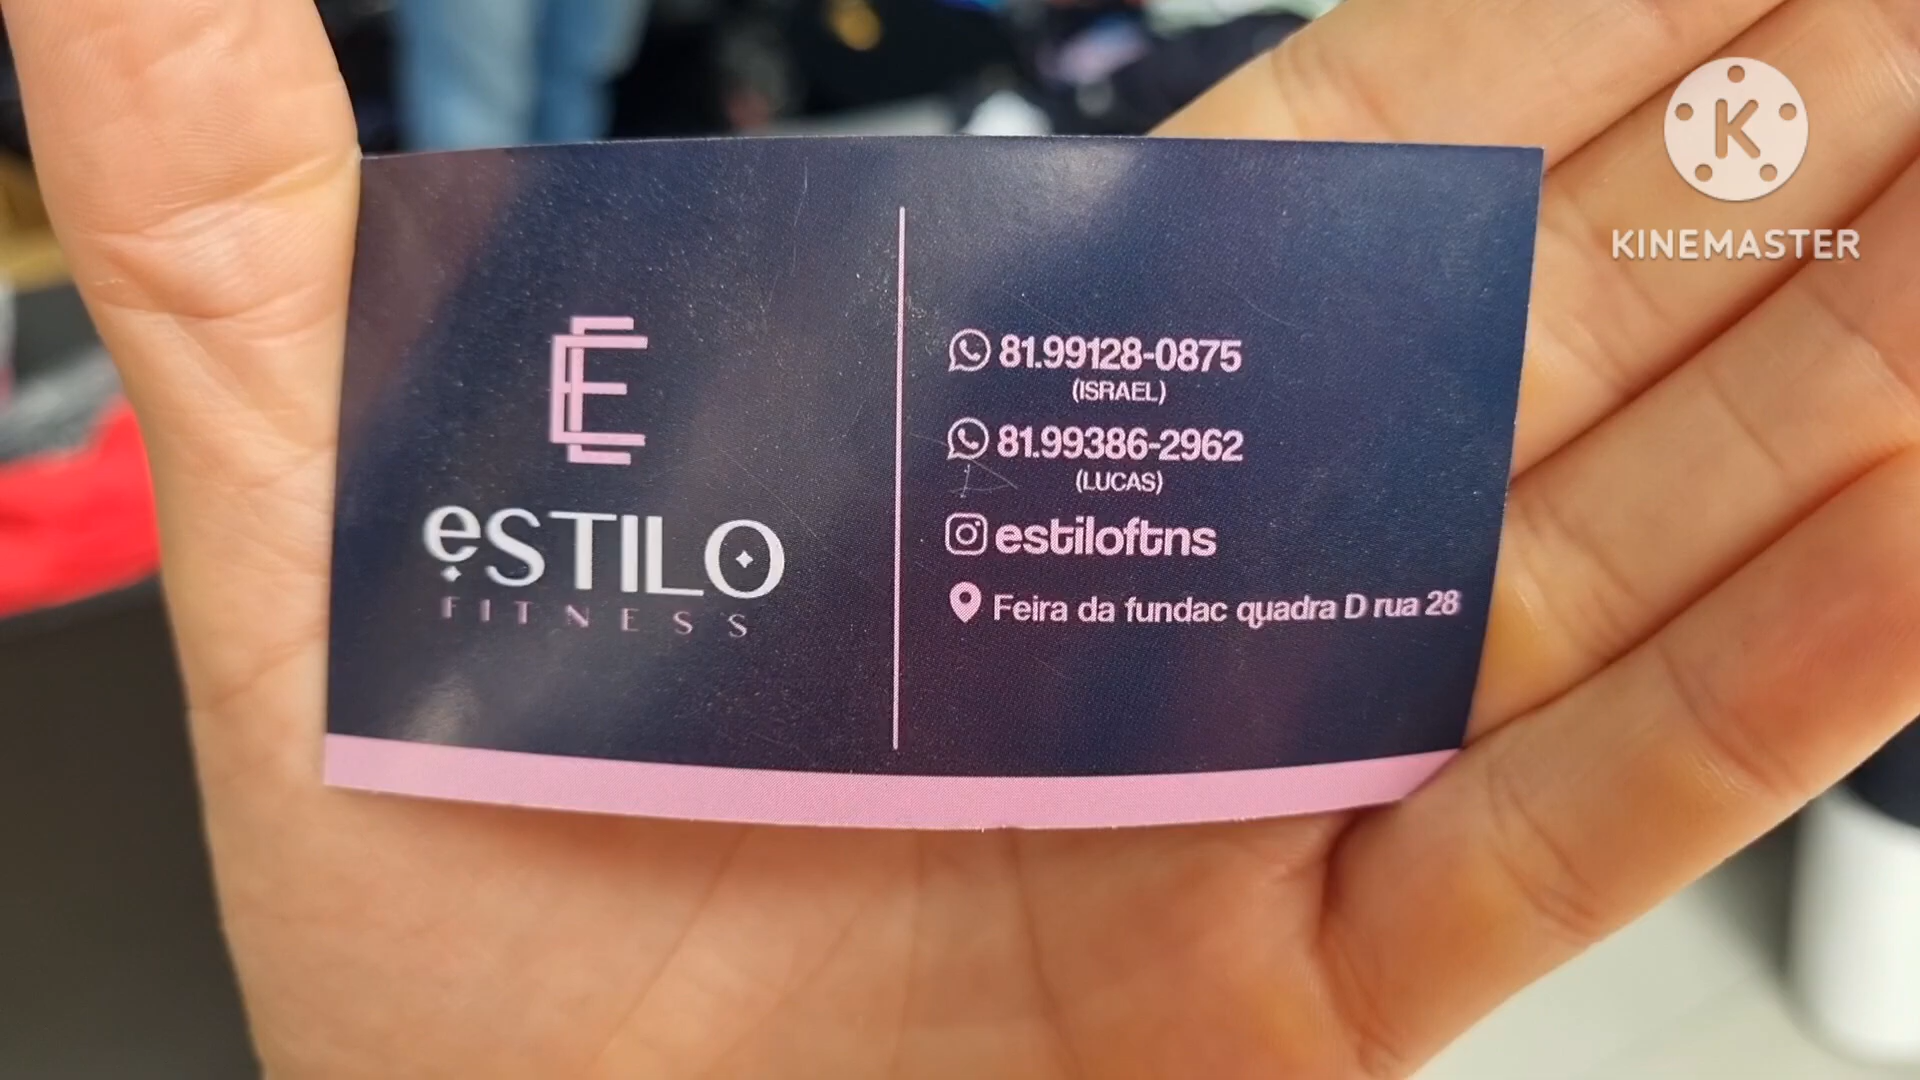 E
eSTILO
FITNESS
81.99128-0875
(ISRAEL)
81.99386-2962
(LUCAS)
estiloftns
Feira da fundac quadra D rua 28
K
KINEMASTER